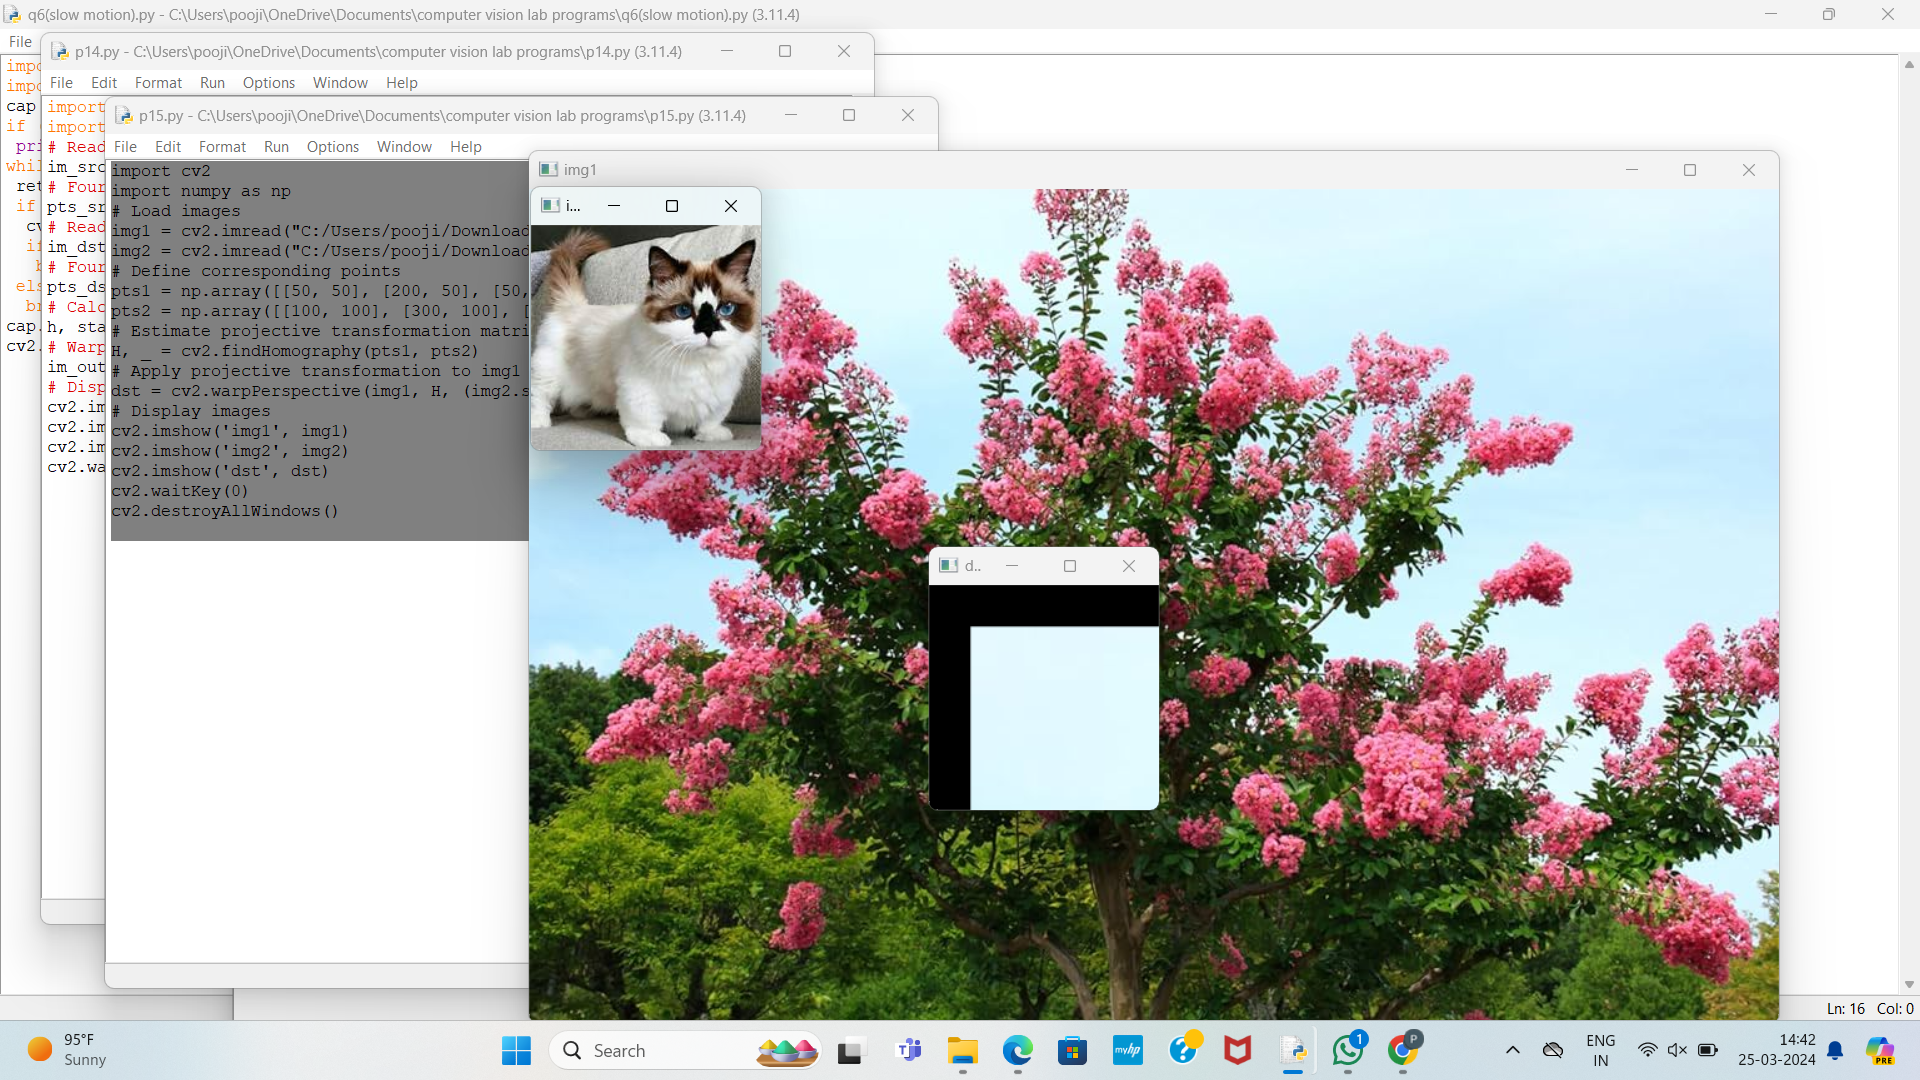 q6(slow motion).py - C:\Users\pooji\OneDrive\Documents\computer vision lab programs\q6(slow motion).py (3.11.4)
File
p14.py - C:\Users\pooji\OneDrive\Documents\computer vision lab programs\p14.py (3.11.4)
File Edit Format Run Options Window Help
p15.py - C:\Users\pooji\OneDrive\Documents\computer vision lab programs\p15.py (3.11.4)
File Edit Format Run Options Window Help
impo
impo
cap
if
pri
whil
ret
if
cv
if
b
els
br
cap.
cv2.
import
import
# Read
im_src
# Four
pts_sr
# Read
im_dst
# Four
pts_ds
# Calc
h, sta
# Warp
im_out
# Disp
cv2.im
cv2.im
cv2.im
cv2.wa
import cv2
import numpy as np
# Load images
img1 = cv2.imread("C:/Users/pooji/Download
img2 = cv2.imread("C:/Users/pooji/Download
# Define corresponding points
pts1 = np.array([[50, 50], [200, 50], [50,
pts2 = np.array([[100, 100], [300, 100], [
# Estimate projective transformation matri
H, _ = cv2.findHomography(pts1, pts2)
# Apply projective transformation to img1
dst = cv2.warpPerspective(img1, H, (img2.s
# Display images
cv2.imshow('img1', img1)
cv2.imshow('img2', img2)
cv2.imshow('dst', dst)
cv2.waitKey(0)
cv2.destroyAllWindows()
img1
i...
d..
Ln: 16 Col: 0
95°F
Sunny
Search
myhp
1
P
ENG
IN
14:42
25-03-2024
PRE